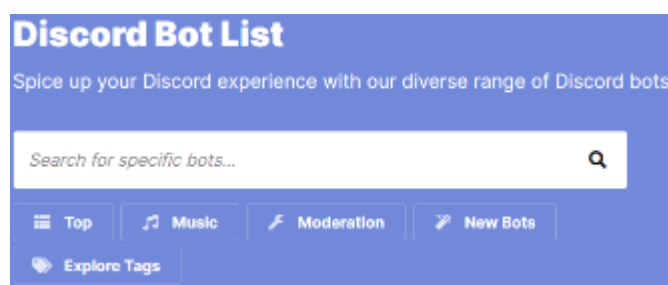 Discord Bot List
Spice up your Discord experience with our diverse range of Discord bots
Search for specific bots...
Top Music Moderation New Bots
Explore Tags